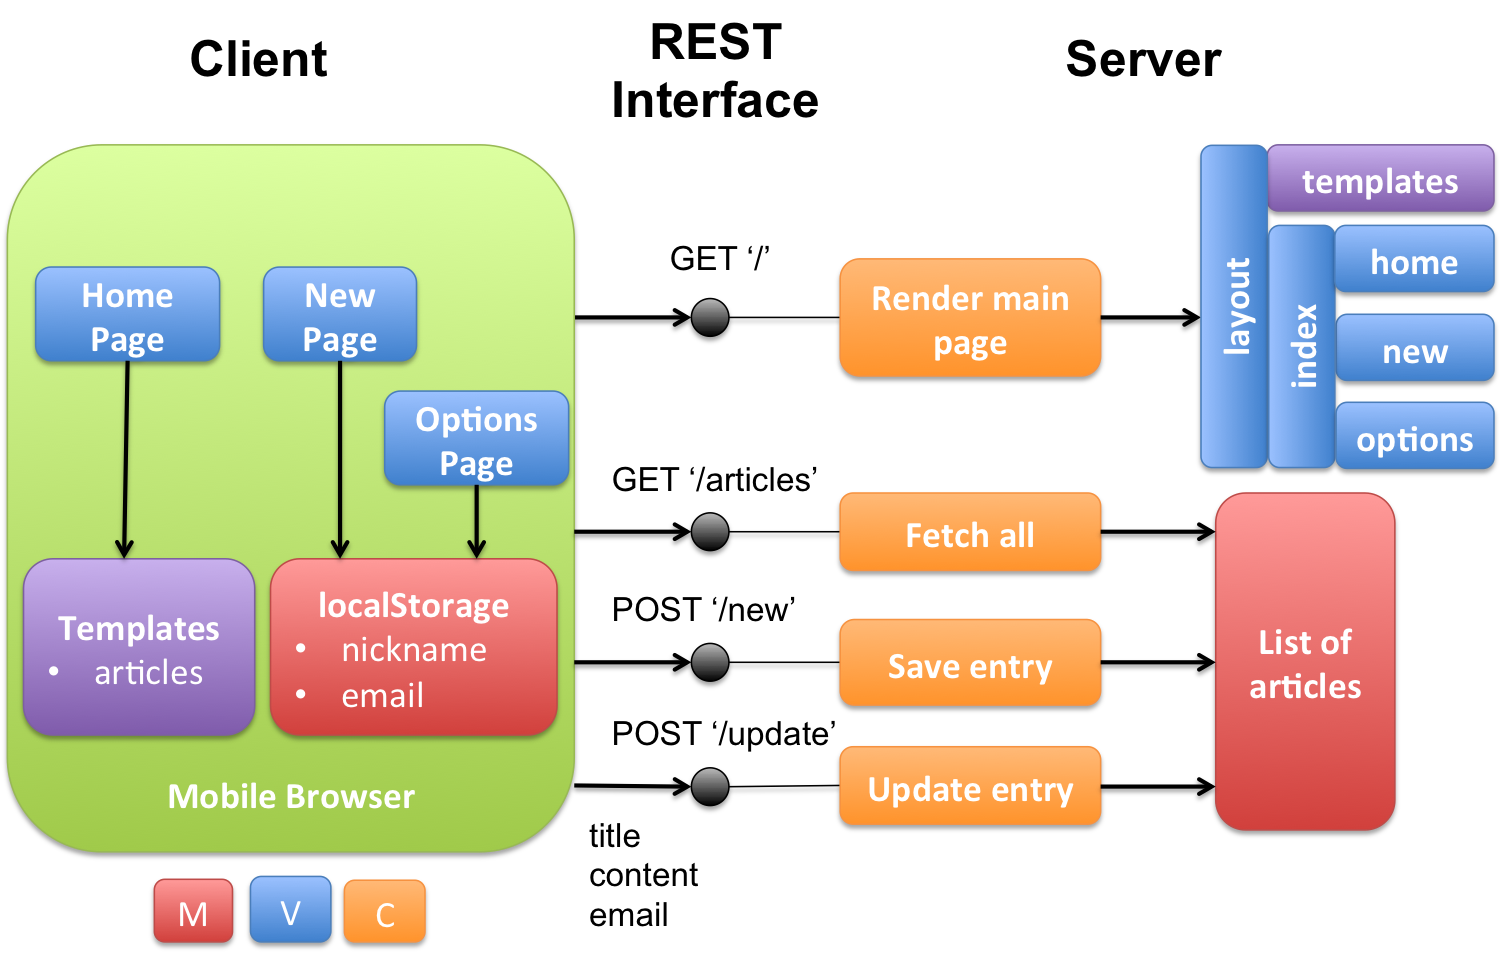 Client
REST
Interface
Server
Home
Page
New
Page
Options
Page
Templates
• articles
localStorage
• nickname
• email
Mobile Browser
M
V
C
GET ‘/’
GET ‘/articles’
POST ‘/new’
POST ‘/update’
title
content
email
Render main
page
Fetch all
Save entry
Update entry
layout
templates
index
home
new
options
List of
articles